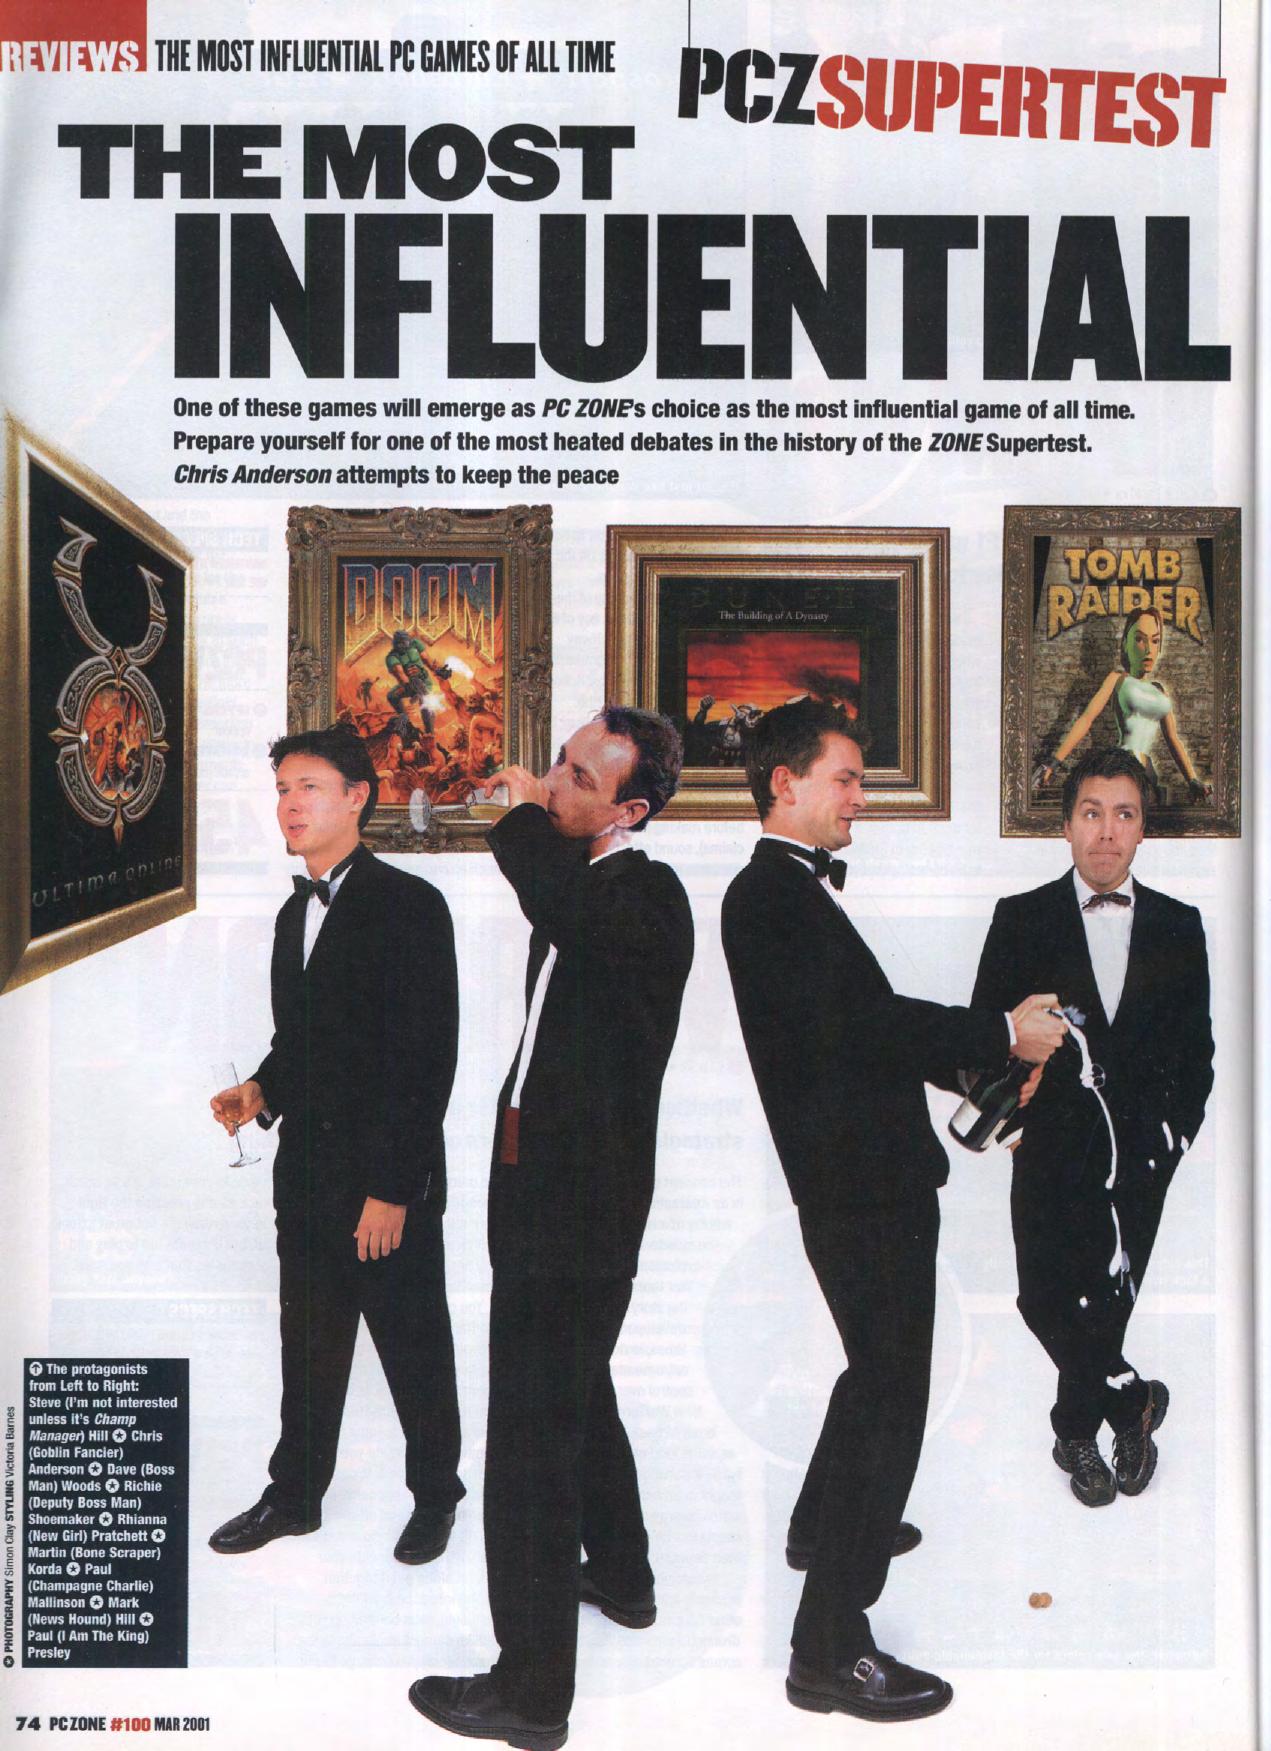 REVIEWS THE MOST INFLUENTIAL PC GAMES OF ALL TIME
PCZSUPERTEST
THE MOST
INFLUENTIAL
One of these games will emerge as PC ZONE's choice as the most influential game of all time.
Prepare yourself for one of the most heated debates in the history of the ZONE Supertest.
Chris Anderson attempts to keep the peace
ULTIMA ONLINE
DOOM
The Building of A Dynasty
TOMB
RAIDER
The protagonists
from Left to Right:
Steve (I'm not interested
unless it's Champ
Manager) Hill ✪ Chris
(Goblin Fancier)
Anderson ✪ Dave (Boss
Man) Woods ✪ Richie
(Deputy Boss Man)
Shoemaker ✪ Rhianna
(New Girl) Pratchett ✪
Martin (Bone Scraper)
Korda ✪ Paul
(Champagne Charlie)
Mallinson ✪ Mark
(News Hound) Hill ✪
Paul (I Am The King)
Presley
✪ PHOTOGRAPHY Simon Clay STYLING Victoria Barnes
74 PCZONE #100 MAR 2001